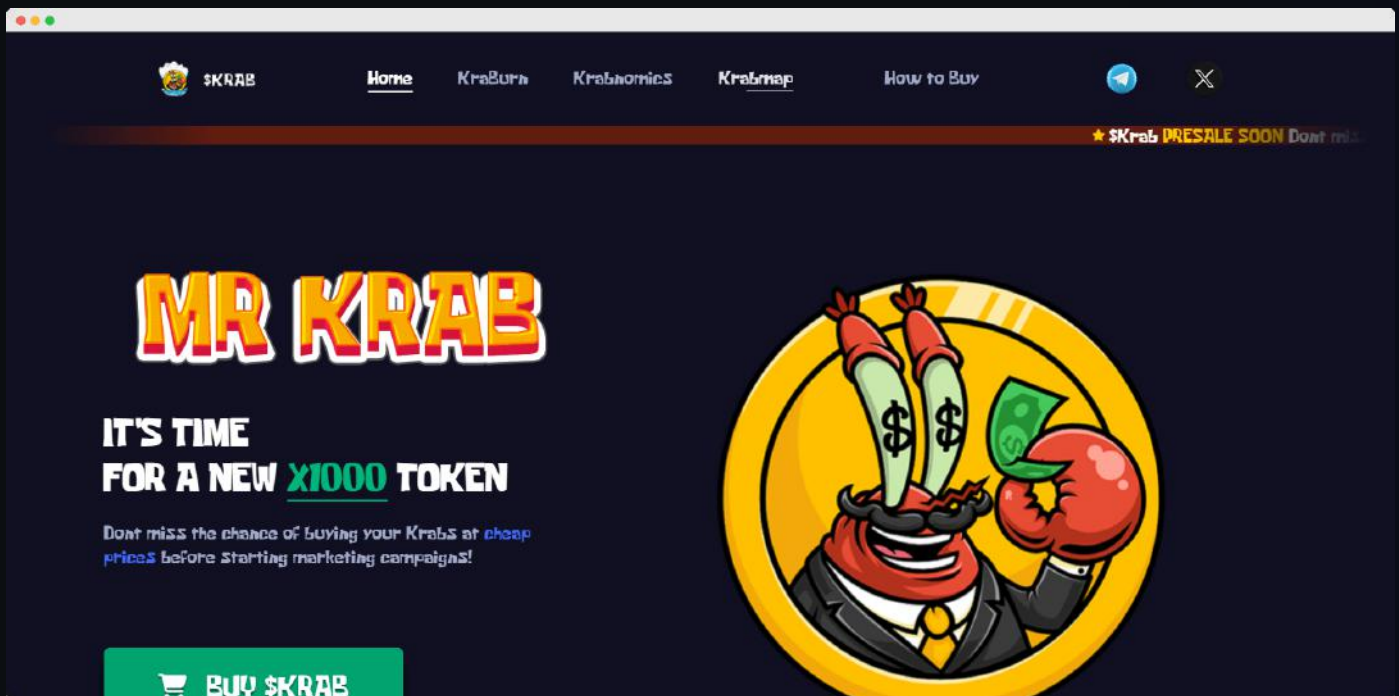 $KRAB
Home
KraBurn
Krabnomics
Krabmap
How to Buy
$Krab PRESALE SOON Dont
MR KRAB
IT'S TIME
FOR A NEW X1000 TOKEN
Dont miss the chance of buying your Krabs at cheap
prices before starting marketing campaigns!
BUY $KRAB